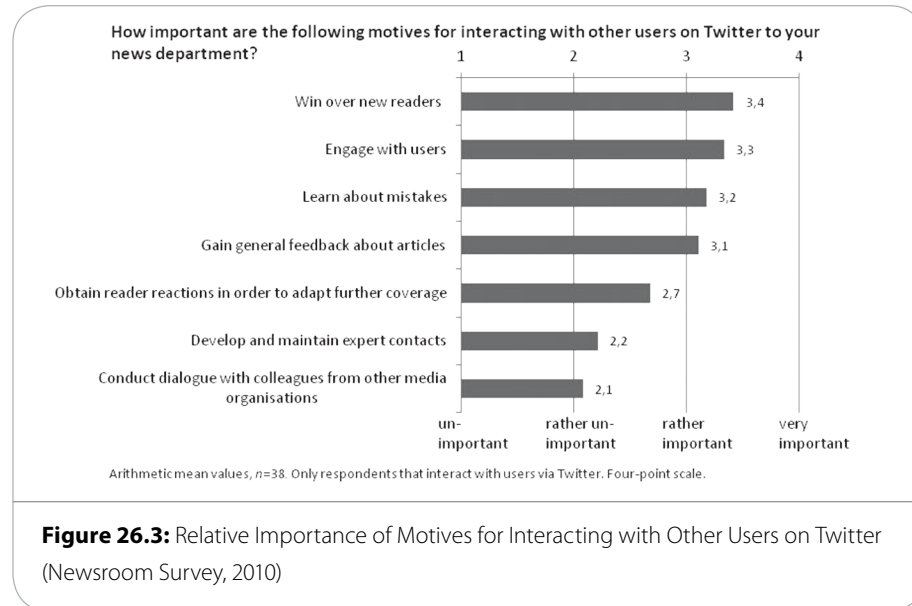 How important are the following motives for interacting with other users on Twitter to your
news department?
1 2 3 4
Win over new readers 3,4
Engage with users 3,3
Learn about mistakes 3,2
Gain general feedback about articles 3,1
Obtain reader reactions in order to adapt further coverage 2,7
Develop and maintain expert contacts 2,2
Conduct dialogue with colleagues from other media
organisations 2,1
un- rather un- rather very
important important important important
Arithmetic mean values, n=38. Only respondents that interact with users via Twitter. Four-point scale.
Figure 26.3: Relative Importance of Motives for Interacting with Other Users on Twitter
(Newsroom Survey, 2010)